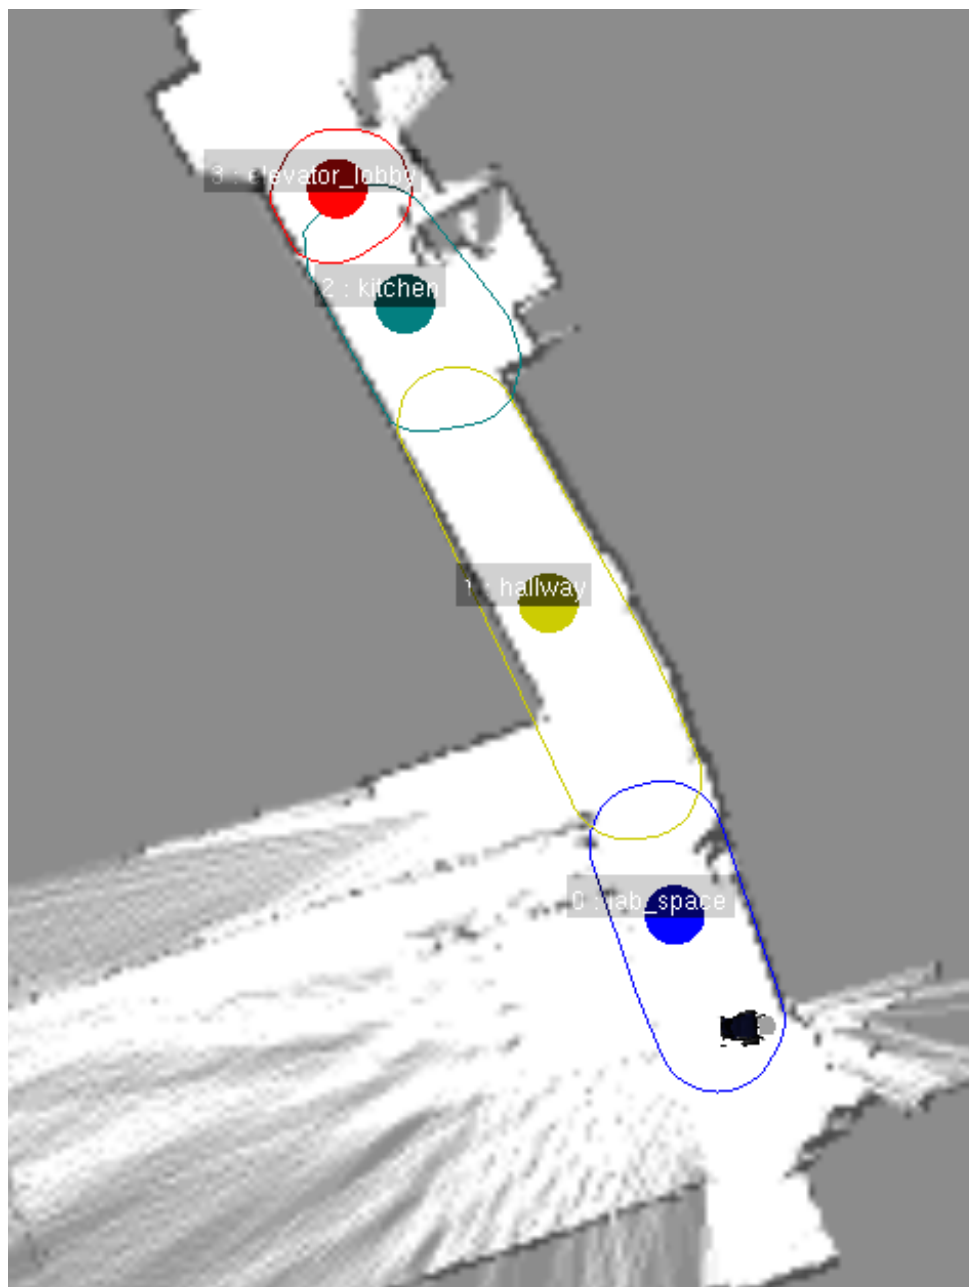 3 : elevator_lobby
2 : kitchen
1 : hallway
0 : lab_space